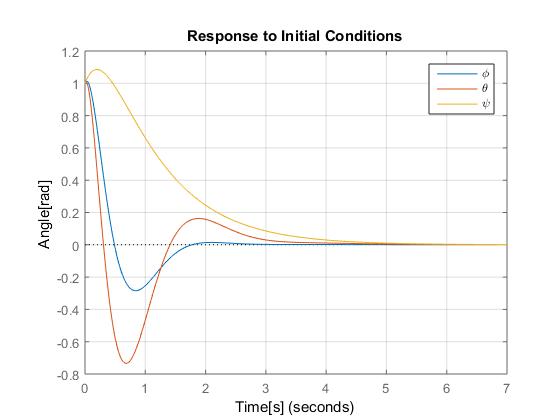 Response to Initial Conditions
ϕ
θ
ψ
1.2
1
0.8
0.6
0.4
0.2
0
-0.2
-0.4
-0.6
-0.8
Angle[rad]
0 1 2 3 4 5 6 7
Time[s] (seconds)